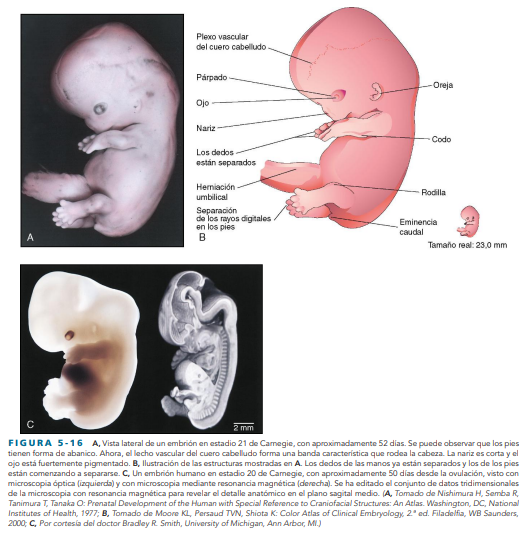 Plexo vascular
del cuero cabelludo
Párpado
Ojo
Nariz
Los dedos
están separados
Herniación
umbilical
Separación
de los rayos digitales
en los pies
Oreja
Codo
Rodilla
Eminencia
caudal
Tamaño real: 23,0 mm
A
B
C
2 mm
FIGURA 5-16 A, Vista lateral de un embrión en estadio 21 de Carnegie, con aproximadamente 52 días. Se puede observar que los pies
tienen forma de abanico. Ahora, el lecho vascular del cuero cabelludo forma una banda característica que rodea la cabeza. La nariz es corta y el
ojo está fuertemente pigmentado. B, Ilustración de las estructuras mostradas en A. Los dedos de las manos ya están separados y los de los pies
están comenzando a separarse. C, Un embrión humano en estadio 20 de Carnegie, con aproximadamente 50 días desde la ovulación, visto con
microscopia óptica (izquierda) y con microscopia mediante resonancia magnética (derecha). Se ha editado el conjunto de datos tridimensionales
de la microscopia con resonancia magnética para revelar el detalle anatómico en el plano sagital medio. (A, Tomado de Nishimura H, Semba R,
Tanimura T, Tanaka O: Prenatal Development of the Human with Special Reference to Craniofacial Structures: An Atlas. Washington, DC, National
Institutes of Health, 1977; B, Tomado de Moore KL, Persaud TVN, Shiota K: Color Atlas of Clinical Embryology, 2.ª ed. Filadelfia, WB Saunders,
2000; C, Por cortesía del doctor Bradley R. Smith, University of Michigan, Ann Arbor, MI.)